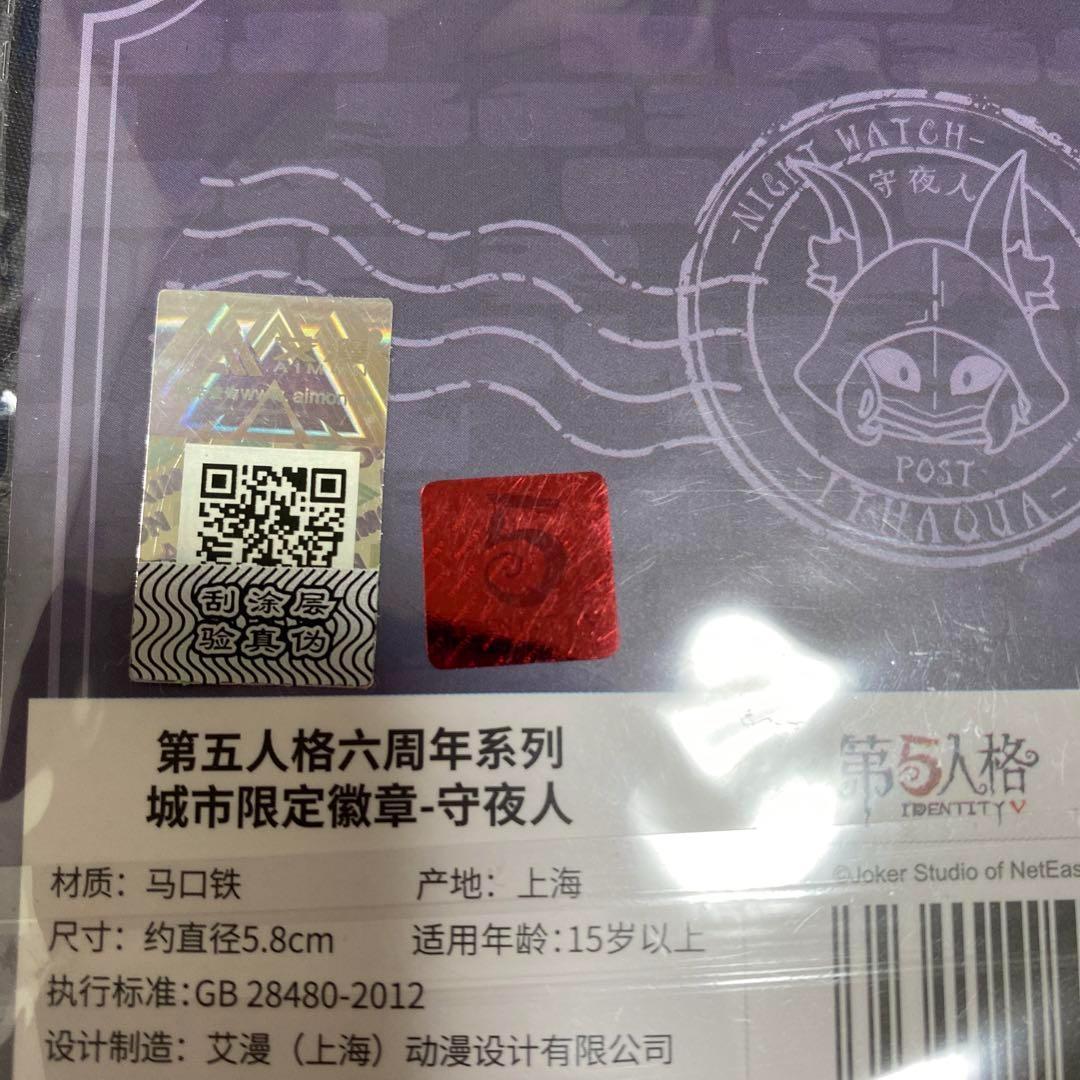 -NIGHT WATCH-
守夜人
POST
-ITHAQUA-
AIM
www. aimon
5
刮涂层
验真伪
第五人格六周年系列
城市限定徽章-守夜人
第5人格
IDENTITY V
材质：马口铁
产地：上海
©Joker Studio of NetEas
尺寸：约直径5.8cm
适用年龄：15岁以上
执行标准：GB 28480-2012
设计制造：艾漫（上海）动漫设计有限公司